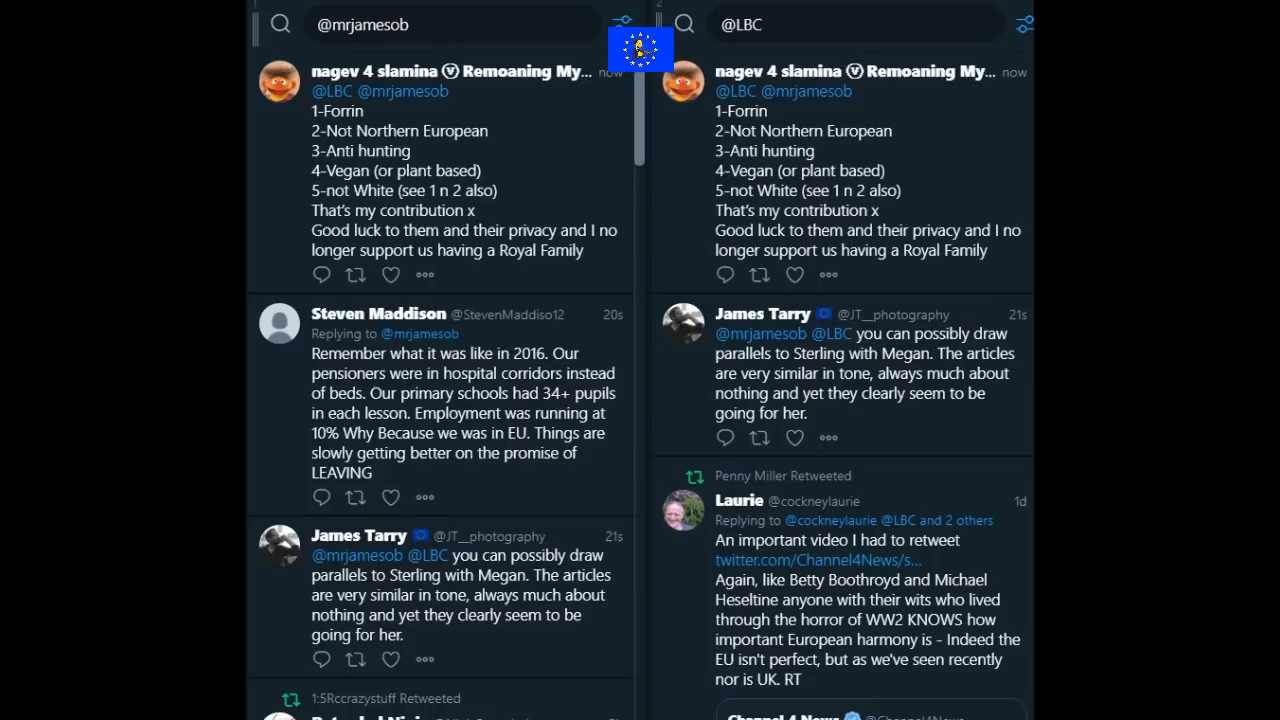 @mrjamesob
nagev 4 slamina Ⓥ Remoaning My... now
@LBC @mrjamesob
1-Forrin
2-Not Northern European
3-Anti hunting
4-Vegan (or plant based)
5-not White (see 1 n 2 also)
That's my contribution x
Good luck to them and their privacy and I no
longer support us having a Royal Family
Steven Maddison @StevenMaddiso12 20s
Replying to @mrjamesob
Remember what it was like in 2016. Our
pensioners were in hospital corridors instead
of beds. Our primary schools had 34+ pupils
in each lesson. Employment was running at
10% Why Because we was in EU. Things are
slowly getting better on the promise of
LEAVING
James Tarry @JT__photography 21s
@mrjamesob @LBC you can possibly draw
parallels to Sterling with Megan. The articles
are very similar in tone, always much about
nothing and yet they clearly seem to be
going for her.
1:5Rccrazystuff Retweeted
2
@LBC
nagev 4 slamina Ⓥ Remoaning My... now
@LBC @mrjamesob
1-Forrin
2-Not Northern European
3-Anti hunting
4-Vegan (or plant based)
5-not White (see 1 n 2 also)
That's my contribution x
Good luck to them and their privacy and I no
longer support us having a Royal Family
James Tarry @JT__photography 21s
@mrjamesob @LBC you can possibly draw
parallels to Sterling with Megan. The articles
are very similar in tone, always much about
nothing and yet they clearly seem to be
going for her.
Penny Miller Retweeted
Laurie @cockneylaurie 1d
Replying to @cockneylaurie @LBC and 2 others
An important video I had to retweet
twitter.com/Channel4News/s...
Again, like Betty Boothroyd and Michael
Heseltine anyone with their wits who lived
through the horror of WW2 KNOWS how
important European harmony is - Indeed the
EU isn't perfect, but as we've seen recently
nor is UK. RT
Channel 4 News @Channel4News